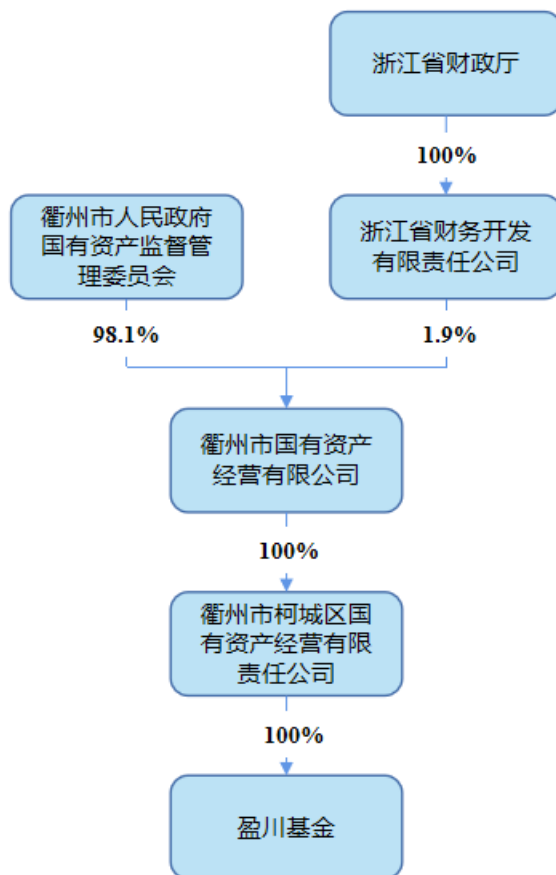 浙江省财政厅
100%
衢州市人民政府
国有资产监督管
理委员会
浙江省财务开发
有限责任公司
98.1%
1.9%
衢州市国有资产
经营有限公司
100%
衢州市柯城区国
有资产经营有限
责任公司
100%
盈川基金